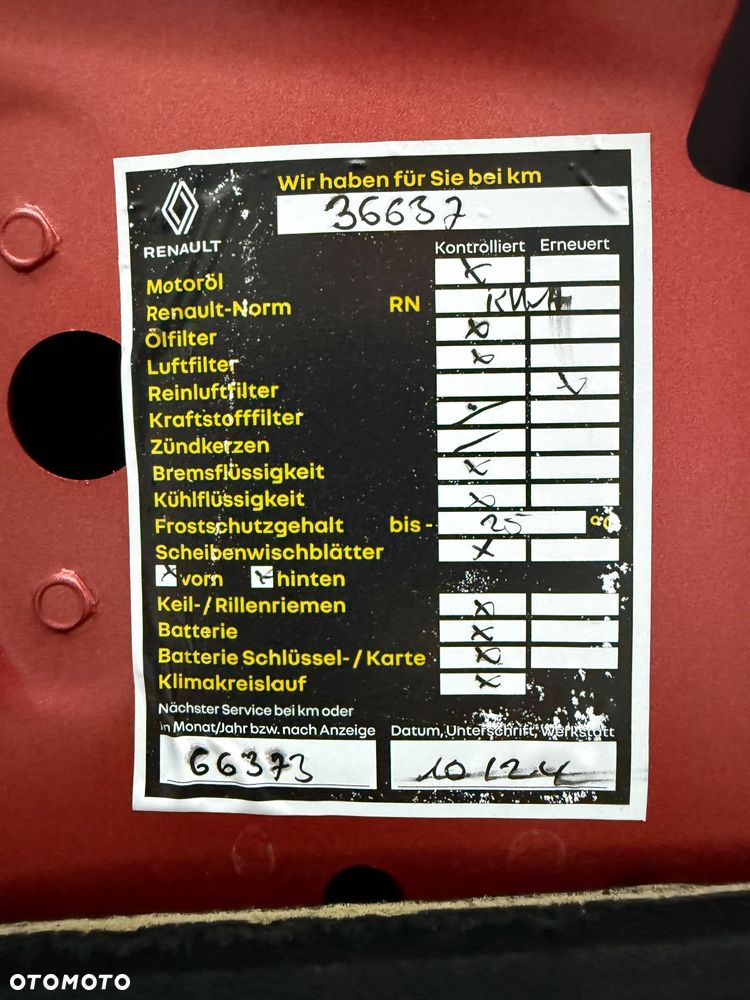 Wir haben für Sie bei km
36637
RENAULT
Kontrolliert Erneuert
Motoröl x
Renault-Norm RN
Ölfilter x
Luftfilter x
Reinluftfilter x
Kraftstofffilter
Zündkerzen
Bremsflüssigkeit x
Kühlflüssigkeit x
Frostschutzgehalt bis - 25 °C
Scheibenwischblätter x
x vorn x hinten
Keil-/Rillenriemen x
Batterie x
Batterie Schlüssel-/Karte x
Klimakreislauf x
Nächster Service bei km oder
in Monat/Jahr bzw. nach Anzeige Datum, Unterschrift, Werkstatt
66373 10/24
OTOMOTO